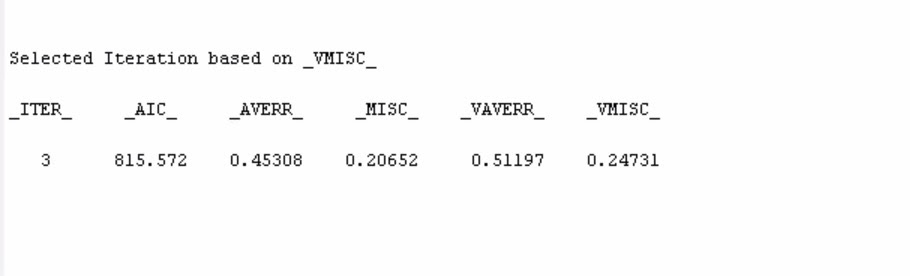 Selected Iteration based on _VMISC_
_ITER_ _AIC_ _AVERR_ _MISC_ _VAVERR_ _VMISC_
3 815.572 0.45308 0.20652 0.51197 0.24731